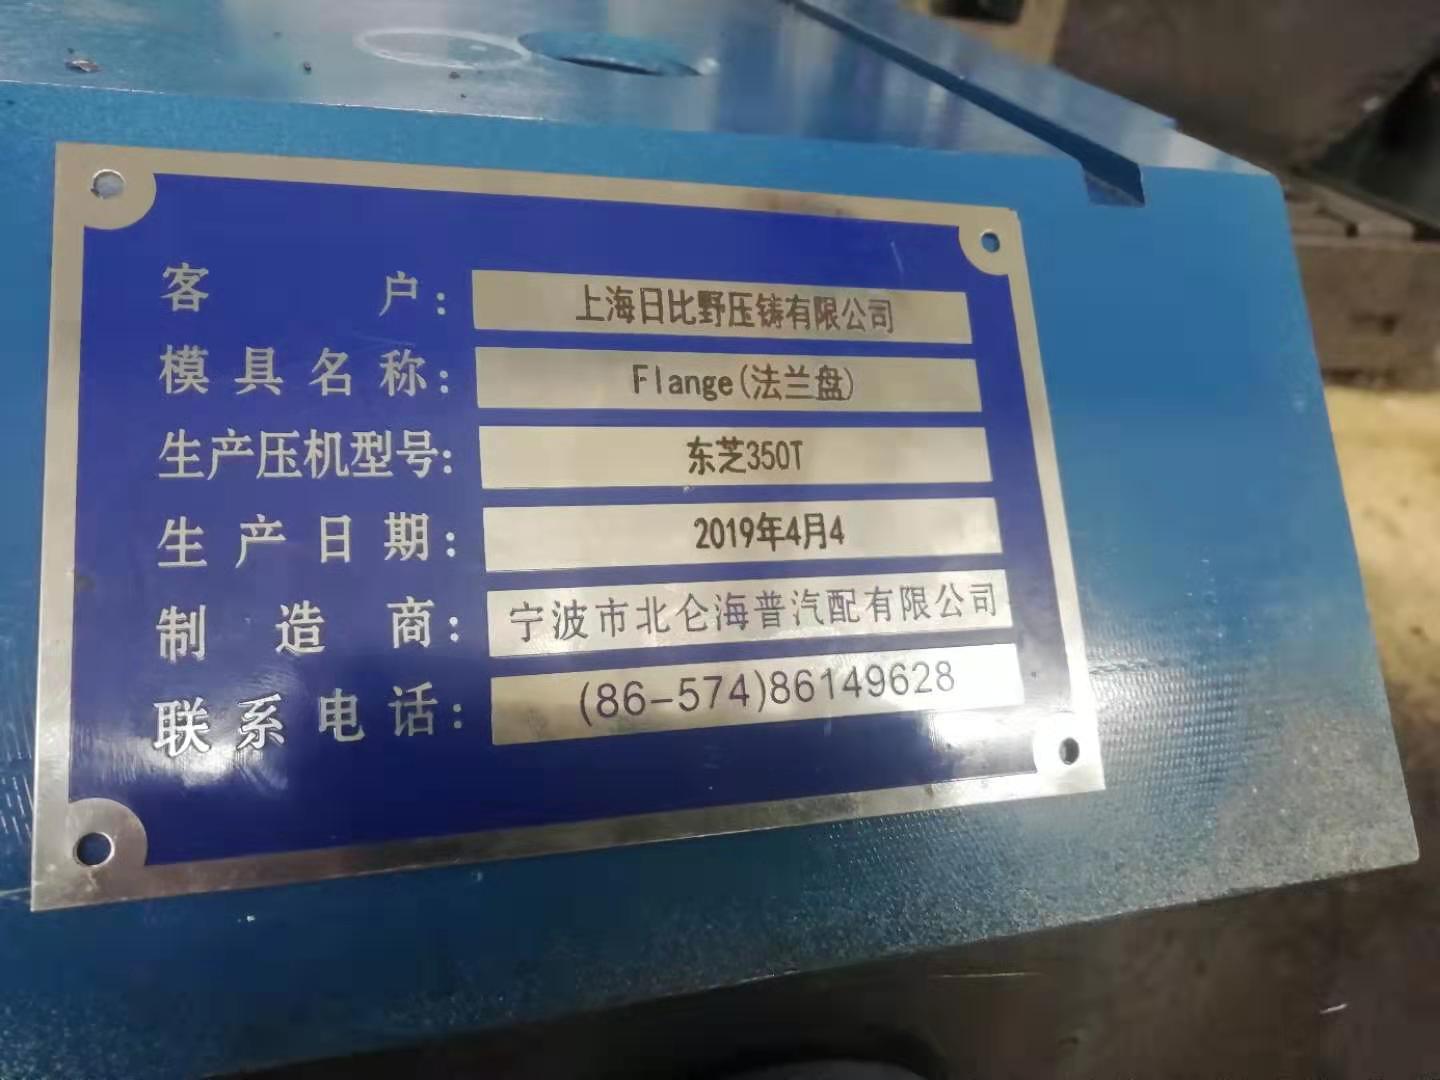 客户：上海日比野压铸有限公司
模具名称：Flange(法兰盘)
生产压机型号：东芝350T
生产日期：2019年4月4
制造商：宁波市北仑海普汽配有限公司
联系电话：(86-574)86149628